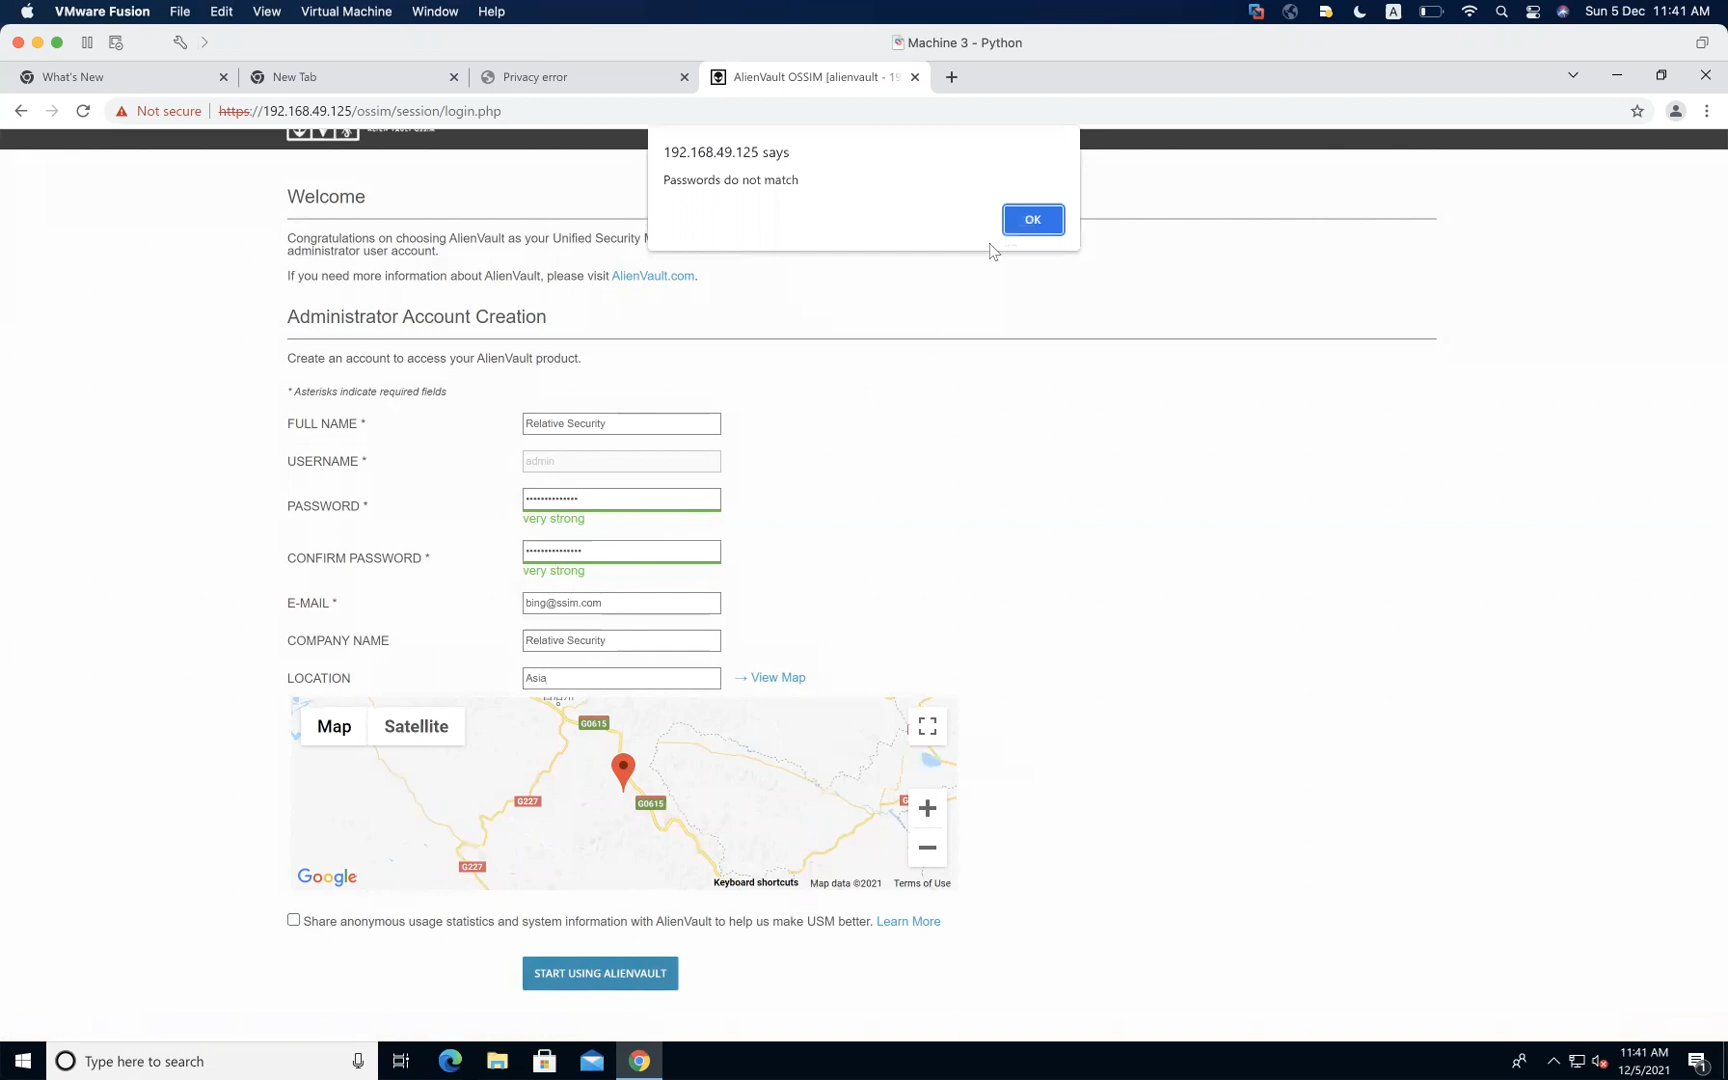 VMware Fusion File Edit View Virtual Machine Window Help A Sun 5 Dec 11:41 AM
Machine 3 - Python
What's New New Tab Privacy error AlienVault OSSIM [alienvault - 19
Not secure https://192.168.49.125/ossim/session/login.php
192.168.49.125 says
Passwords do not match
OK
Welcome
Congratulations on choosing AlienVault as your Unified Security
administrator user account.
If you need more information about AlienVault, please visit AlienVault.com.
Administrator Account Creation
Create an account to access your AlienVault product.
* Asterisks indicate required fields
FULL NAME * Relative Security
USERNAME * admin
PASSWORD * ••••••••••••••
very strong
CONFIRM PASSWORD * •••••••••••••••
very strong
E-MAIL * bing@ssim.com
COMPANY NAME Relative Security
LOCATION Asia → View Map
Map Satellite
G0615
G227 G0615
G227
Google Keyboard shortcuts Map data ©2021 Terms of Use
Share anonymous usage statistics and system information with AlienVault to help us make USM better. Learn More
START USING ALIENVAULT
Type here to search
11:41 AM
12/5/2021
1